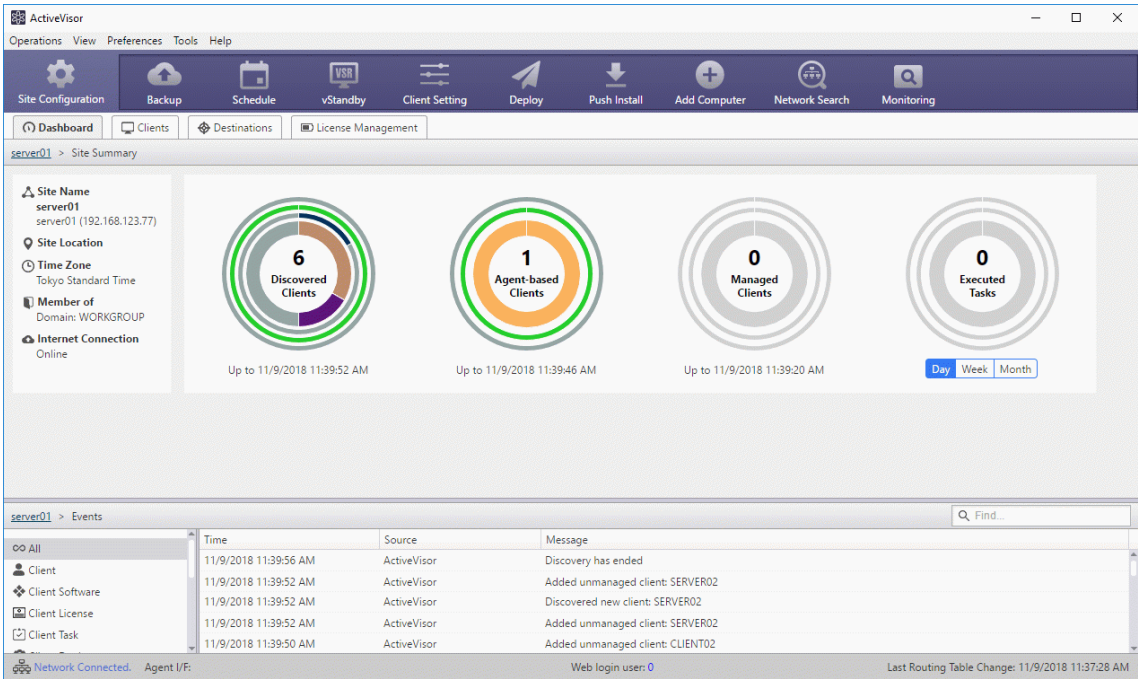 ActiveVisor
Operations View Preferences Tools Help
Site Configuration Backup Schedule VSR vStandby Client Setting Deploy Push Install Add Computer Network Search Monitoring
Dashboard Clients Destinations License Management
server01 > Site Summary
Site Name
server01
server01 (192.168.123.77)
Site Location
Time Zone
Tokyo Standard Time
Member of
Domain: WORKGROUP
Internet Connection
Online
6
Discovered
Clients
Up to 11/9/2018 11:39:52 AM
1
Agent-based
Clients
Up to 11/9/2018 11:39:46 AM
0
Managed
Clients
Up to 11/9/2018 11:39:20 AM
0
Executed
Tasks
Day Week Month
server01 > Events
Find...
All
Client
Client Software
Client License
Client Task
Time Source Message
11/9/2018 11:39:56 AM ActiveVisor Discovery has ended
11/9/2018 11:39:52 AM ActiveVisor Added unmanaged client: SERVER02
11/9/2018 11:39:52 AM ActiveVisor Discovered new client: SERVER02
11/9/2018 11:39:52 AM ActiveVisor Added unmanaged client: SERVER02
11/9/2018 11:39:50 AM ActiveVisor Added unmanaged client: CLIENT02
Network Connected. Agent I/F: Web login user: 0 Last Routing Table Change: 11/9/2018 11:37:28 AM